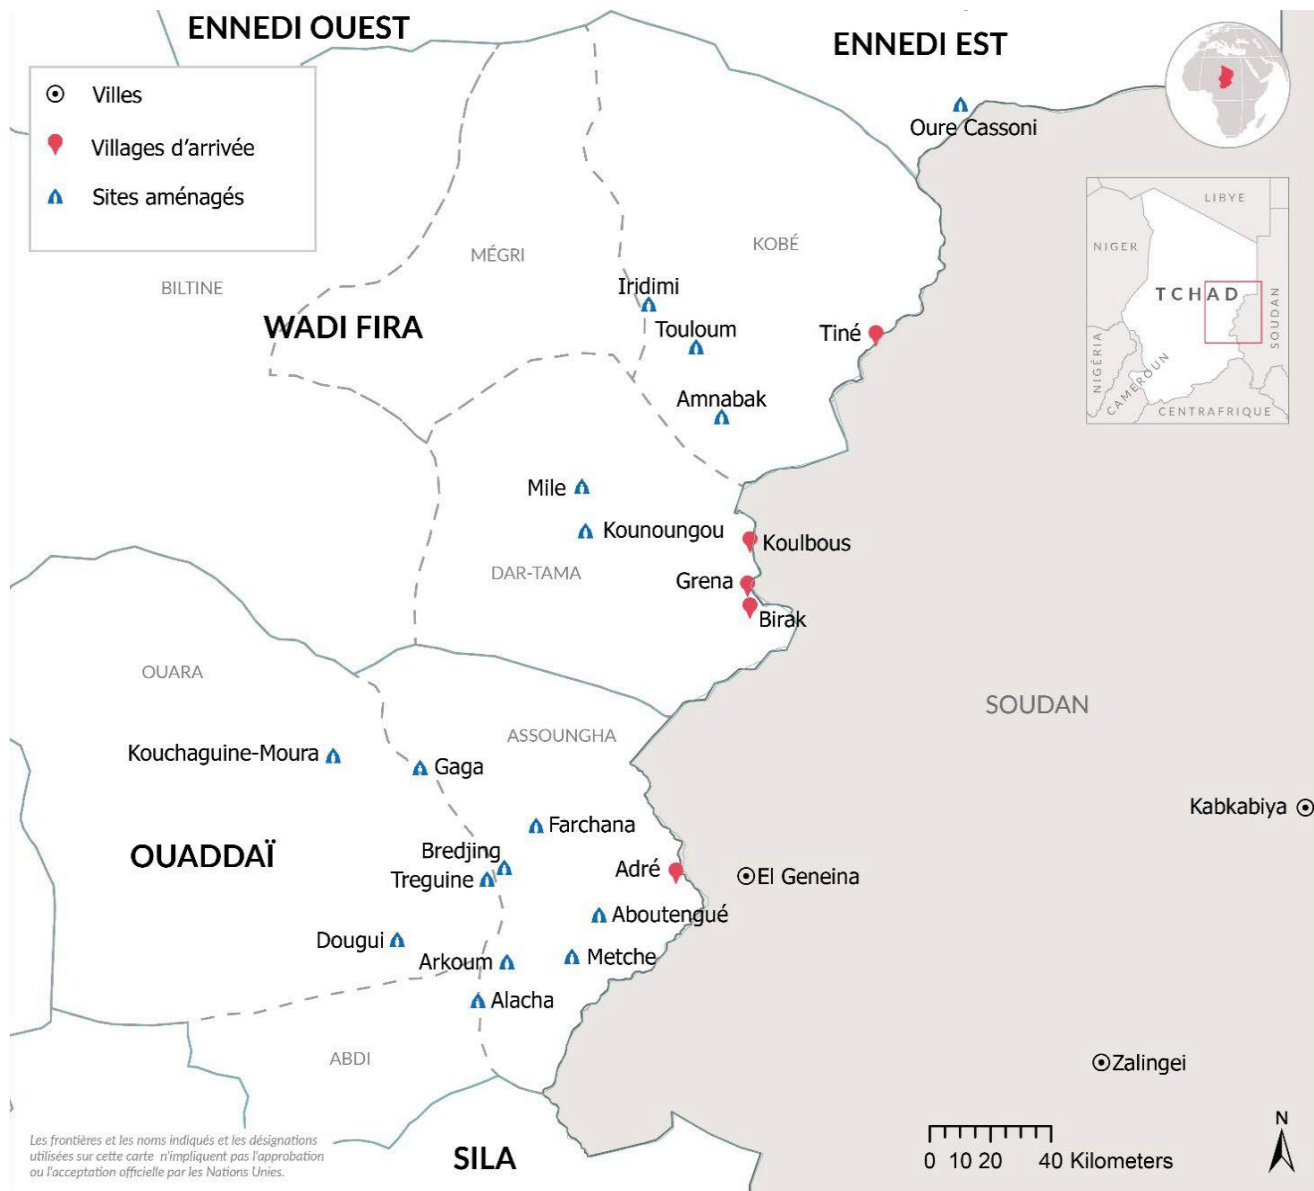 ENNEDI OUEST
ENNEDI EST
Villes
Villages d'arrivée
Sites aménagés
Oure Cassoni
LIBYE
NIGER
TCHAD
SOUDAN
NIGÉRIA
CAMEROUN
CENTRAFRIQUE
KOBÉ
MÉGRI
BILTINE
Iridimi
WADI FIRA
Touloum
Tiné
Amnabak
Mile
Kounoungou
Koulbous
DAR-TAMA
Grena
Birak
OUARA
SOUDAN
ASSOUNGHA
Kouchaguine-Moura
Gaga
Kabkabiya
Farchana
OUADDAÏ
Bredjing
Treguine
Adré
El Geneina
Aboutengué
Dougui
Arkoum
Metche
Alacha
ABDI
Zalingei
Les frontières et les noms indiqués et les désignations
utilisées sur cette carte n'impliquent pas l'approbation
ou l'acceptation officielle par les Nations Unies.
SILA
N
0 10 20 40 Kilometers